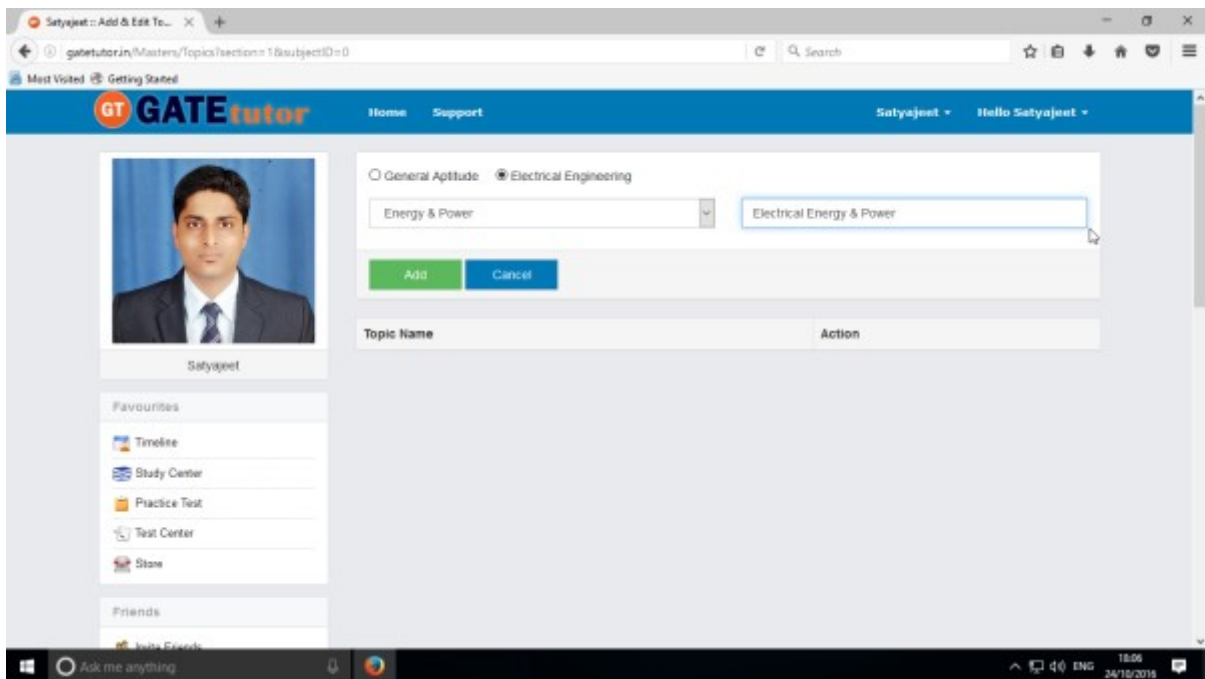 Satyajeet :: Add & Edit To...
gatetutor.in/Masters/Topics?section=1&subjectID=0
Search
Most Visited Getting Started
GT GATEtutor Home Support Satyajeet Hello Satyajeet
General Aptitude Electrical Engineering
Energy & Power Electrical Energy & Power
Add Cancel
Topic Name Action
Satyajeet
Favourites
Timeline
Study Center
Practice Test
Test Center
Store
Friends
Invite Friends
Ask me anything ENG 18:06
24/10/2016